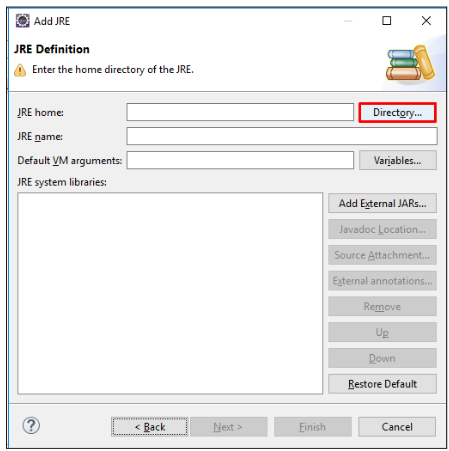 Add JRE
JRE Definition
Enter the home directory of the JRE.
JRE home:
Directory...
JRE name:
Default VM arguments:
Variables...
JRE system libraries:
Add External JARs...
Javadoc Location...
Source Attachment...
External annotations...
Remove
Up
Down
Restore Default
?
< Back
Next >
Finish
Cancel